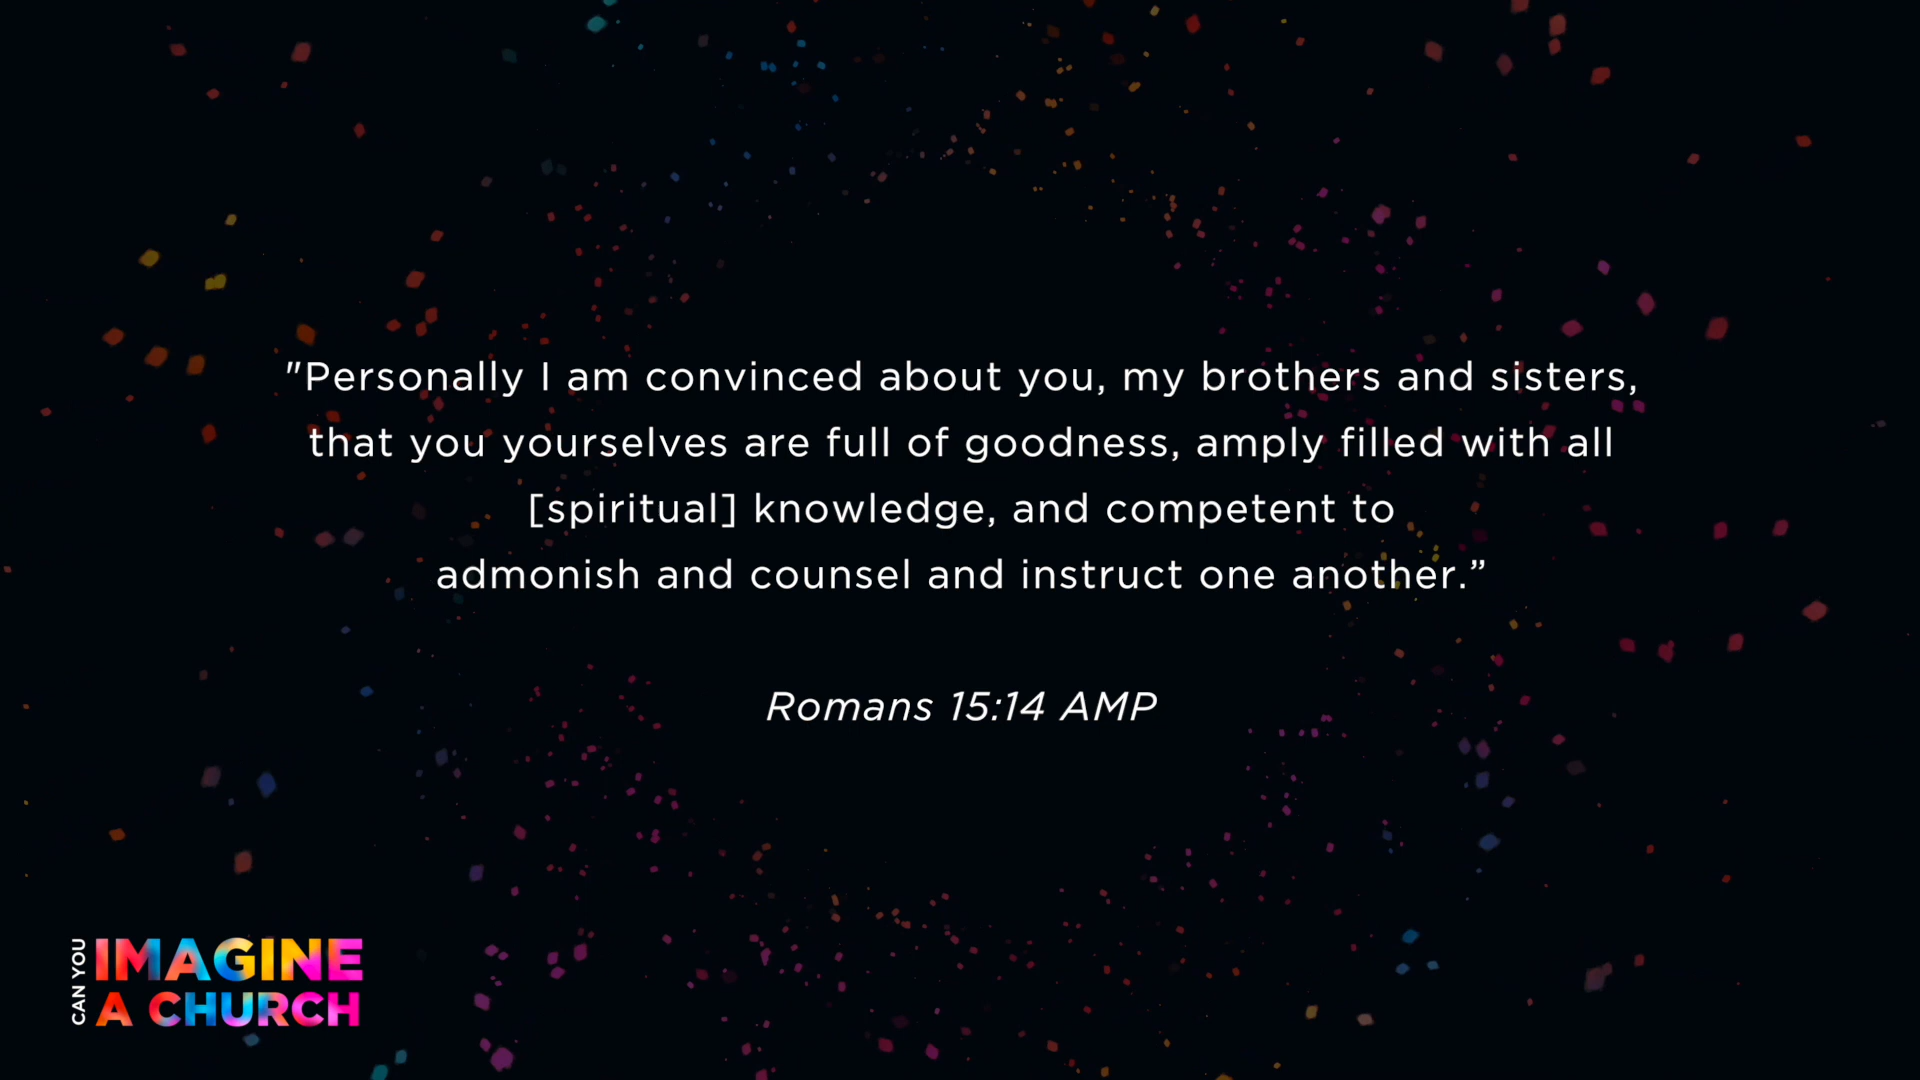 "Personally I am convinced about you, my brothers and sisters,
that you yourselves are full of goodness, amply filled with all
[spiritual] knowledge, and competent to
admonish and counsel and instruct one another.”
Romans 15:14 AMP
CAN YOU
IMAGINE
A CHURCH